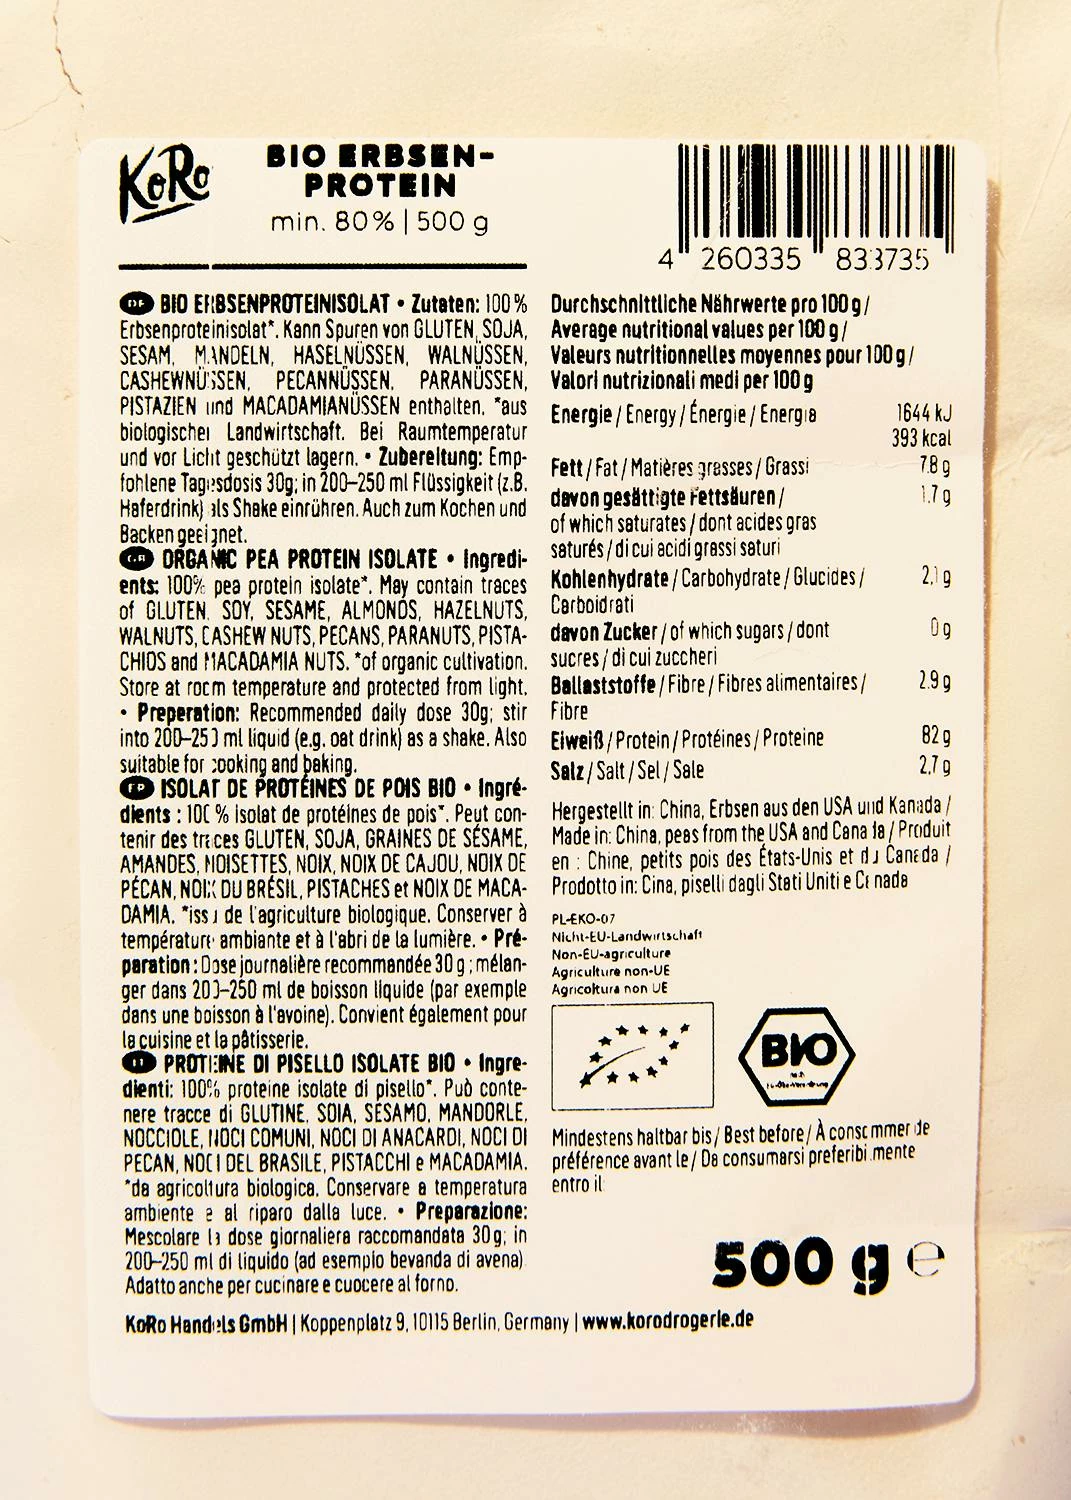 KoRo
BIO ERBSEN-
PROTEIN
min. 80% | 500 g
4 260335 833735
DE BIO ERBSENPROTEINISOLAT • Zutaten: 100%
Erbsenproteinisolat*. Kann Spuren von GLUTEN, SOJA,
SESAM, MANDELN, HASELNÜSSEN, WALNÜSSEN,
CASHEWNÜSSEN, PECANNÜSSEN, PARANÜSSEN,
PISTAZIEN und MACADAMIANÜSSEN enthalten. *aus
biologischer Landwirtschaft. Bei Raumtemperatur
und vor Licht geschützt lagern. • Zubereitung: Emp-
fohlene Tagesdosis 30g; in 200–250 ml Flüssigkeit (z.B.
Haferdrink) als Shake einrühren. Auch zum Kochen und
Backen geeignet.
GB ORGANIC PEA PROTEIN ISOLATE • Ingredi-
ents: 100% pea protein isolate*. May contain traces
of GLUTEN, SOY, SESAME, ALMONDS, HAZELNUTS,
WALNUTS, CASHEW NUTS, PECANS, PARANUTS, PISTA-
CHIOS and MACADAMIA NUTS. *of organic cultivation.
Store at room temperature and protected from light.
• Preperation: Recommended daily dose 30g; stir
into 200–250 ml liquid (e.g. oat drink) as a shake. Also
suitable for cooking and baking.
FR ISOLAT DE PROTÉINES DE POIS BIO • Ingré-
dients : 100 % isolat de protéines de pois*. Peut con-
tenir des traces GLUTEN, SOJA, GRAINES DE SÉSAME,
AMANDES, NOISETTES, NOIX, NOIX DE CAJOU, NOIX DE
PÉCAN, NOIX DU BRÉSIL, PISTACHES et NOIX DE MACA-
DAMIA. *issu de l'agriculture biologique. Conserver à
température ambiante et à l'abri de la lumière. • Pré-
paration : Dose journalière recommandée 30 g ; mélan-
ger dans 200–250 ml de boisson liquide (par exemple
dans une boisson à l'avoine). Convient également pour
la cuisine et la pâtisserie.
IT PROTEINE DI PISELLO ISOLATE BIO • Ingre-
dienti: 100% proteine isolate di pisello*. Può conte-
nere tracce di GLUTINE, SOIA, SESAMO, MANDORLE,
NOCCIOLE, NOCI COMUNI, NOCI DI ANACARDI, NOCI DI
PECAN, NOCI DEL BRASILE, PISTACCHI e MACADAMIA.
*da agricoltura biologica. Conservare a temperatura
ambiente e al riparo dalla luce. • Preparazione:
Mescolare la dose giornaliera raccomandata 30g; in
200–250 ml di liquido (ad esempio bevanda di avena).
Adatto anche per cucinare e cuocere al forno.
Durchschnittliche Nährwerte pro 100 g/
Average nutritional values per 100 g/
Valeurs nutritionnelles moyennes pour 100 g/
Valori nutrizionali medi per 100 g
Energie / Energy / Énergie / Energia 1644 kJ
393 kcal
Fett / Fat / Matières grasses / Grassi 7.8 g
davon gesättigte Fettsäuren / 1.7 g
of which saturates / dont acides gras
saturés / di cui acidi grassi saturi
Kohlenhydrate / Carbohydrate / Glucides / 2,1 g
Carboidrati
davon Zucker / of which sugars / dont 0 g
sucres / di cui zuccheri
Ballaststoffe / Fibre / Fibres alimentaires / 2.9 g
Fibre
Eiweiß / Protein / Protéines / Proteine 82 g
Salz / Salt / Sel / Sale 2,7 g
Hergestellt in: China, Erbsen aus den USA und Kanada /
Made in: China, peas from the USA and Canada / Produit
en : Chine, petits pois des États-Unis et du Canada /
Prodotto in: Cina, piselli dagli Stati Uniti e Canada
PL-EKO-07
Nicht-EU-Landwirtschaft
Non-EU-agriculture
Agriculture non-UE
Agricoltura non UE
BIO
nach
EG-Öko-Verordnung
Mindestens haltbar bis / Best before / À consommer de
préférence avant le / Da consumarsi preferibilmente
entro il:
500 g e
KoRo Handels GmbH | Koppenplatz 9, 10115 Berlin, Germany | www.korodrogerie.de